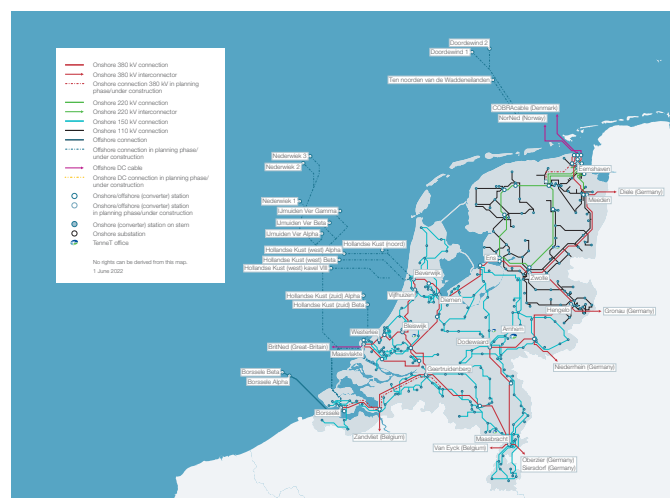 Onshore 380 kV connection
Onshore 380 kV interconnector
Onshore connection 380 kV in planning
phase/under construction
Onshore 220 kV connection
Onshore 220 kV interconnector
Onshore 150 kV connection
Onshore 110 kV connection
Offshore connection
Offshore connection in planning phase/
under construction
Offshore DC cable
Onshore DC connection in planning phase/
under construction
Onshore/offshore (converter) station
Onshore/offshore (converter) station
in planning phase/under construction
Onshore (converter) station on stern
Onshore substation
TenneT office
No rights can be derived from this map.
1 June 2022
Doordewind 2
Doordewind 1
Ten noorden van de Waddeneilanden
COBRAcable (Denmark)
NorNed (Norway)
Eemshaven
Diele (Germany)
Meeden
Nederwiek 3
Nederwiek 2
Nederwiek 1
IJmuiden Ver Gamma
IJmuiden Ver Beta
IJmuiden Ver Alpha
Hollandse Kust (noord)
Hollandse Kust (west) Alpha
Hollandse Kust (west) Beta
Hollandse Kust (west) kavel VII
Ens
Zwolle
Beverwijk
Vijfhuizen
Diemen
Hollandse Kust (zuid) Alpha
Hollandse Kust (zuid) Beta
Hengelo
Gronau (Germany)
Bleiswijk
Westerlee
Arnhem
BritNed (Great-Britain)
Dodewaard
Maasvlakte
Niederrhein (Germany)
Borssele Beta
Borssele Alpha
Geertruidenberg
Borssele
Zandvliet (Belgium)
Maasbracht
Van Eyck (Belgium)
Oberzier (Germany)
Siersdorf (Germany)